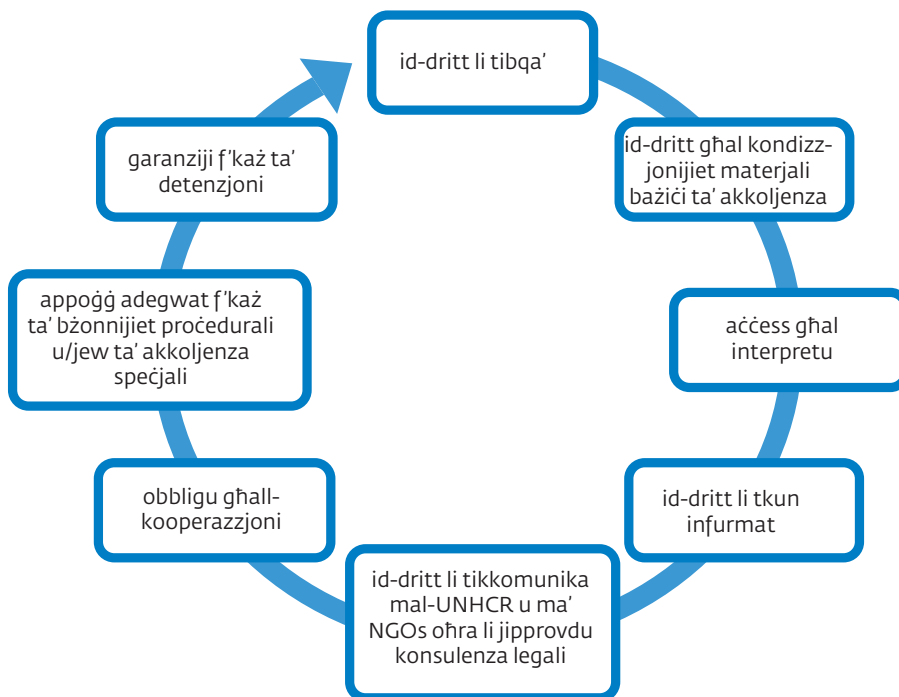 id-dritt li tibqa'
id-dritt għal kondizz-
jonijiet materjali
bażiċi ta' akkoljenza
aċċess għal
interpretu
id-dritt li tkun
infurmat
id-dritt li tikkomunika
mal-UNHCR u ma'
NGOs oħra li jipprovdu
konsulenza legali
obbligu għall-
kooperazzjoni
appoġġ adegwat f'każ
ta' bżonnijiet proċedurali
u/jew ta' akkoljenza
speċjali
garanziji f'każ ta'
detenzjoni